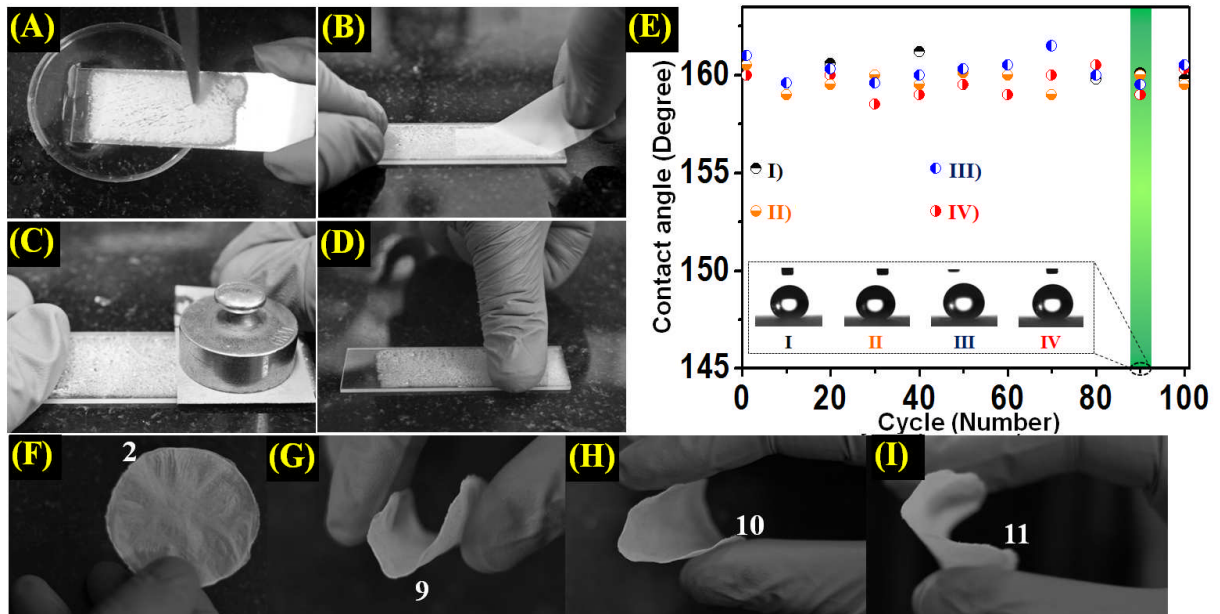 (A)
(B)
(C)
(D)
(E)
160
155
150
145
Contact angle (Degree)
I)
II)
III)
IV)
I
II
III
IV
0
20
40
60
80
100
Cycle (Number)
(F)
2
(G)
9
(H)
10
(I)
11